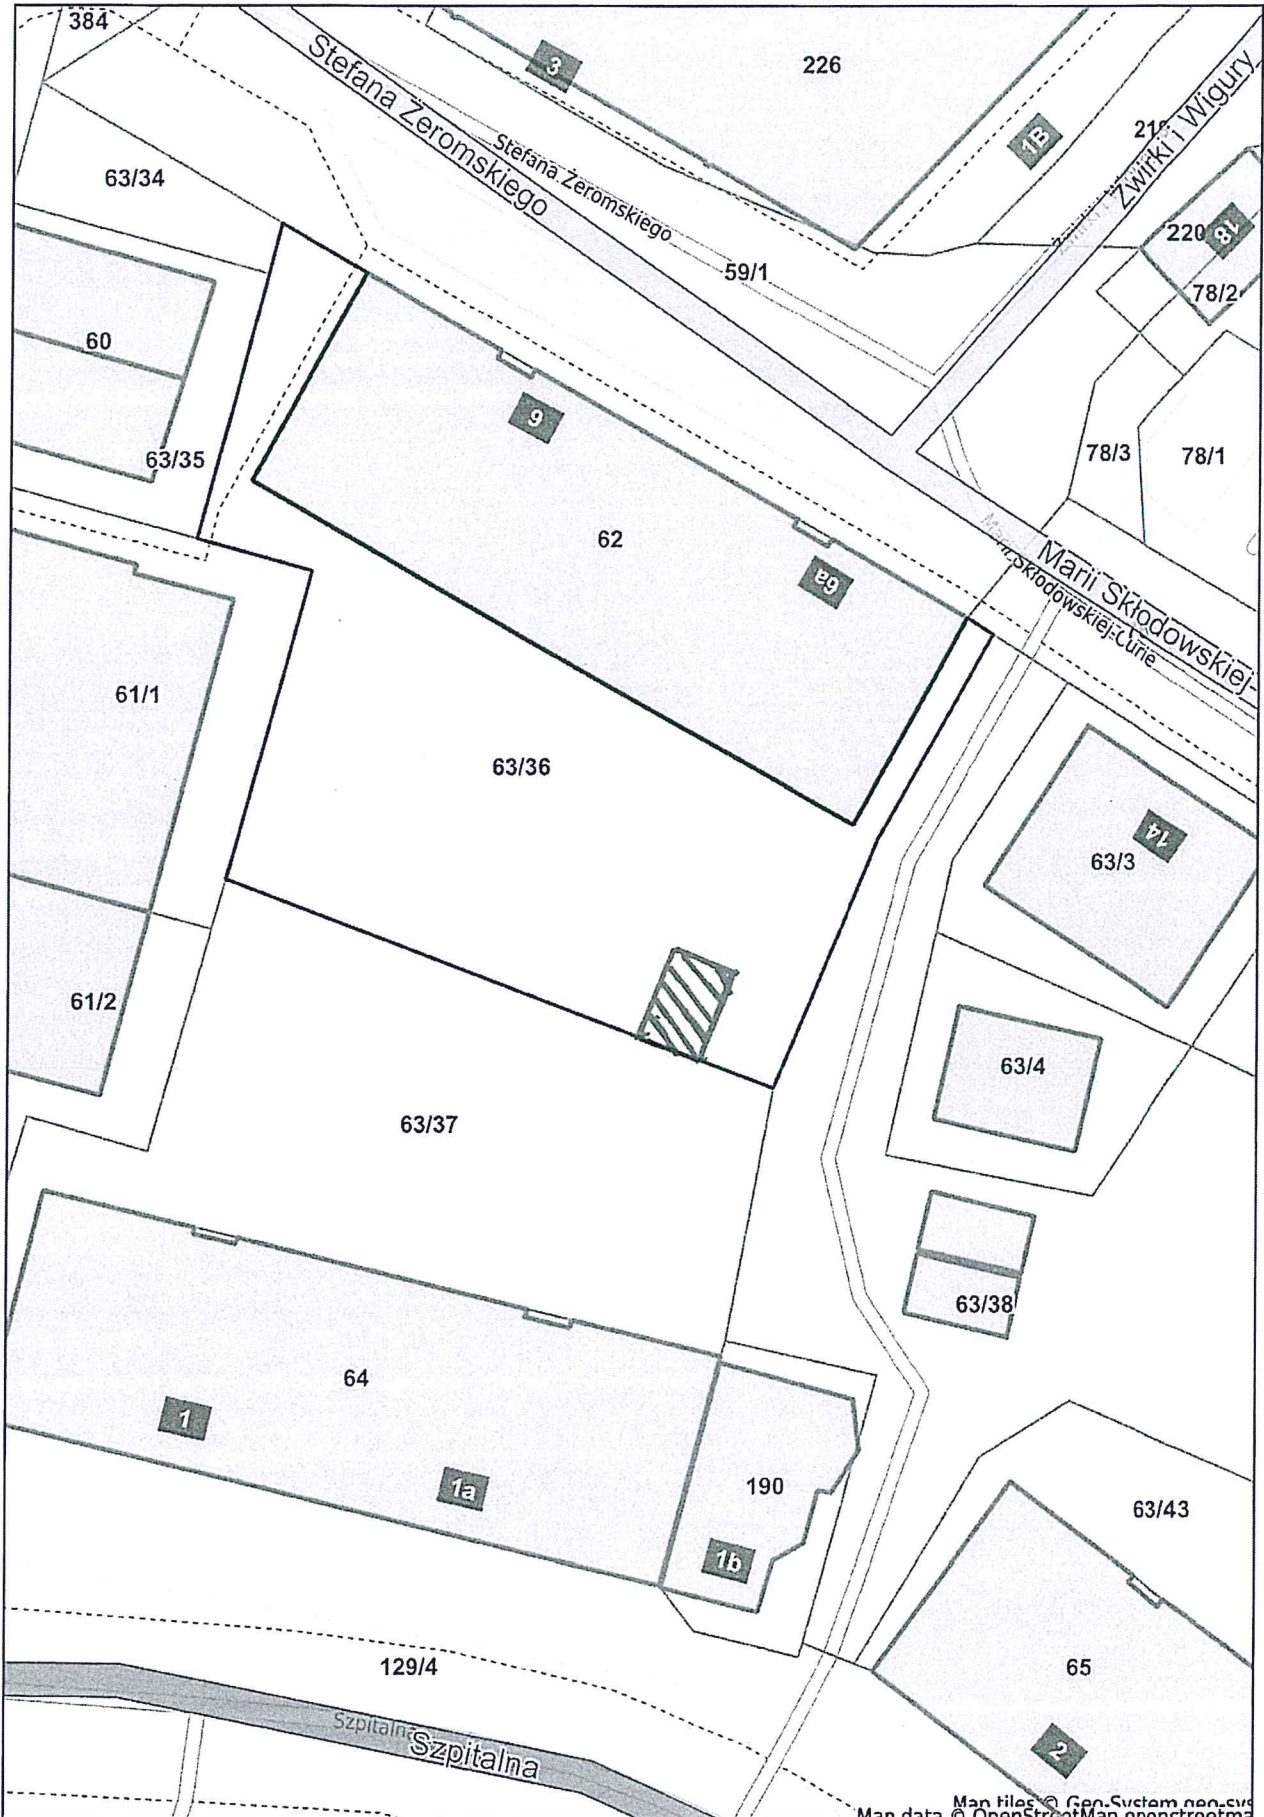 384
Stefana Żeromskiego
3
226
Żwirki i Wigury
1B
63/34
Stefana Żeromskiego
220
18
59/1
78/2
60
9
63/35
78/3
78/1
62
Marii Skłodowskiej-
Marii Skłodowskiej-Curie
6a
61/1
63/36
14
63/3
61/2
63/4
63/37
63/38
64
1
1a
190
63/43
1b
129/4
65
Szpitalna
Szpitalna
2
Map tiles © Geo-System geo-sys
Map data © OpenStreetMap openstreetma